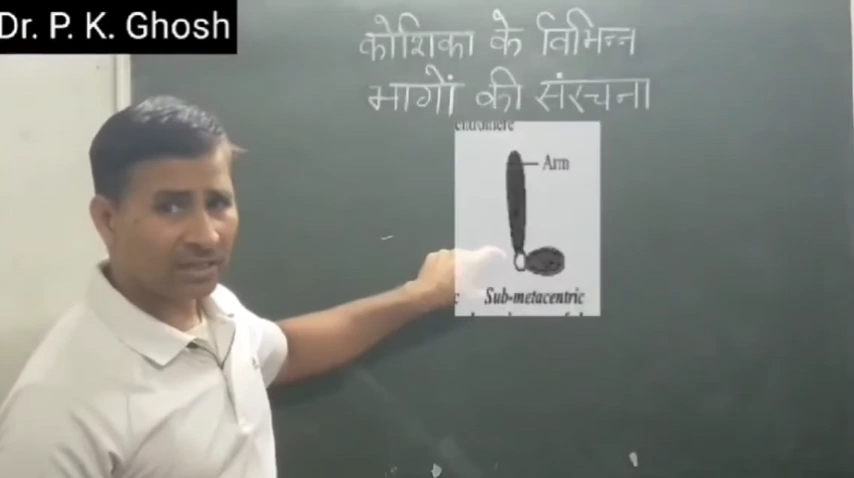 Dr. P. K. Ghosh
कोशिका के विभिन्न
भागों की संरचना
Arm
Sub-metacentric